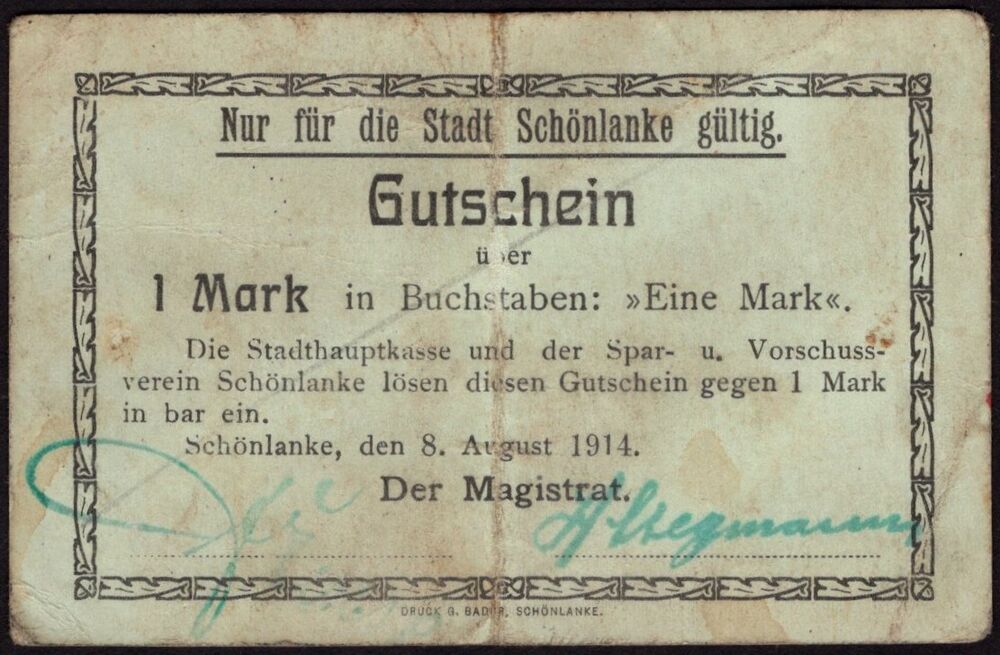 Nur für die Stadt Schönlanke gültig.
Gutschein
über
1 Mark in Buchstaben: »Eine Mark«.
Die Stadthauptkasse und der Spar- u. Vorschuss-
verein Schönlanke lösen diesen Gutschein gegen 1 Mark
in bar ein.
Schönlanke, den 8. August 1914.
Der Magistrat.
Stegmann
DRUCK G. BADER, SCHÖNLANKE.